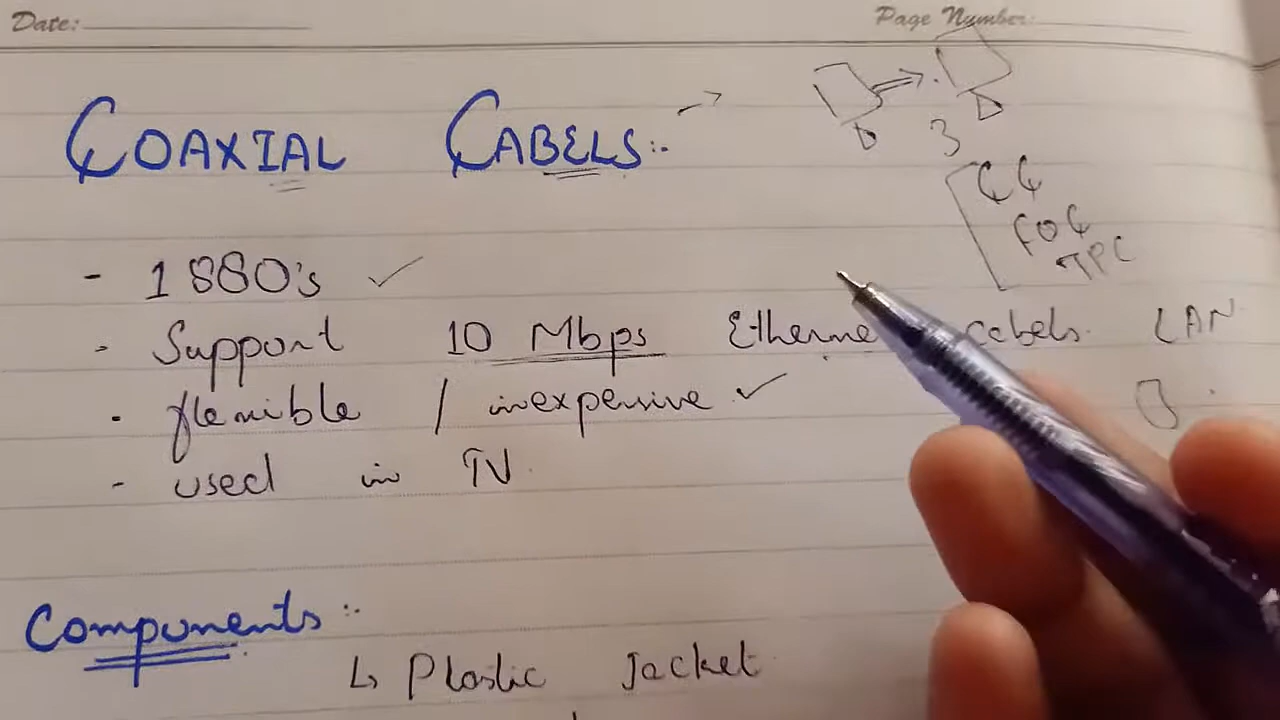 Date: Page Number:
COAXIAL CABELS:
3
CC
FOC
TPC
- 1880's ✓
- Support 10 Mbps Etherne cabels. LAN
- flexible / inexpensive ✓
- used in TV
Components:
↳ Plastic Jacket